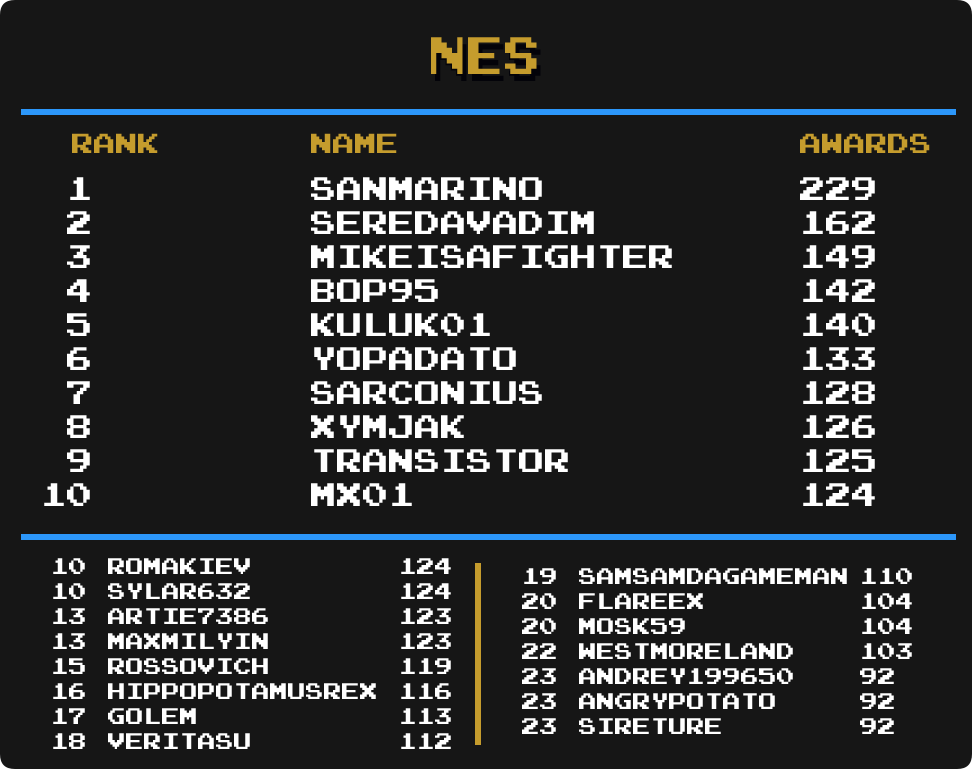 NES
RANK NAME AWARDS
1 SANMARINO 229
2 SEREDAVADIM 162
3 MIKEISAFIGHTER 149
4 BOP95 142
5 KULUK01 140
6 YOPADATO 133
7 SARCONIUS 128
8 XYMJAK 126
9 TRANSISTOR 125
10 MX01 124
10 ROMAKIEV 124
10 SYLAR632 124
13 ARTIE7386 123
13 MAXMILYIN 123
15 ROSSOVICH 119
16 HIPPOPOTAMUSREX 116
17 GOLEM 113
18 VERITASU 112
19 SAMSAMDAGAMEMAN 110
20 FLAREEX 104
20 MOSK59 104
22 WESTMORELAND 103
23 ANDREY199650 92
23 ANGRYPOTATO 92
23 SIRETURE 92